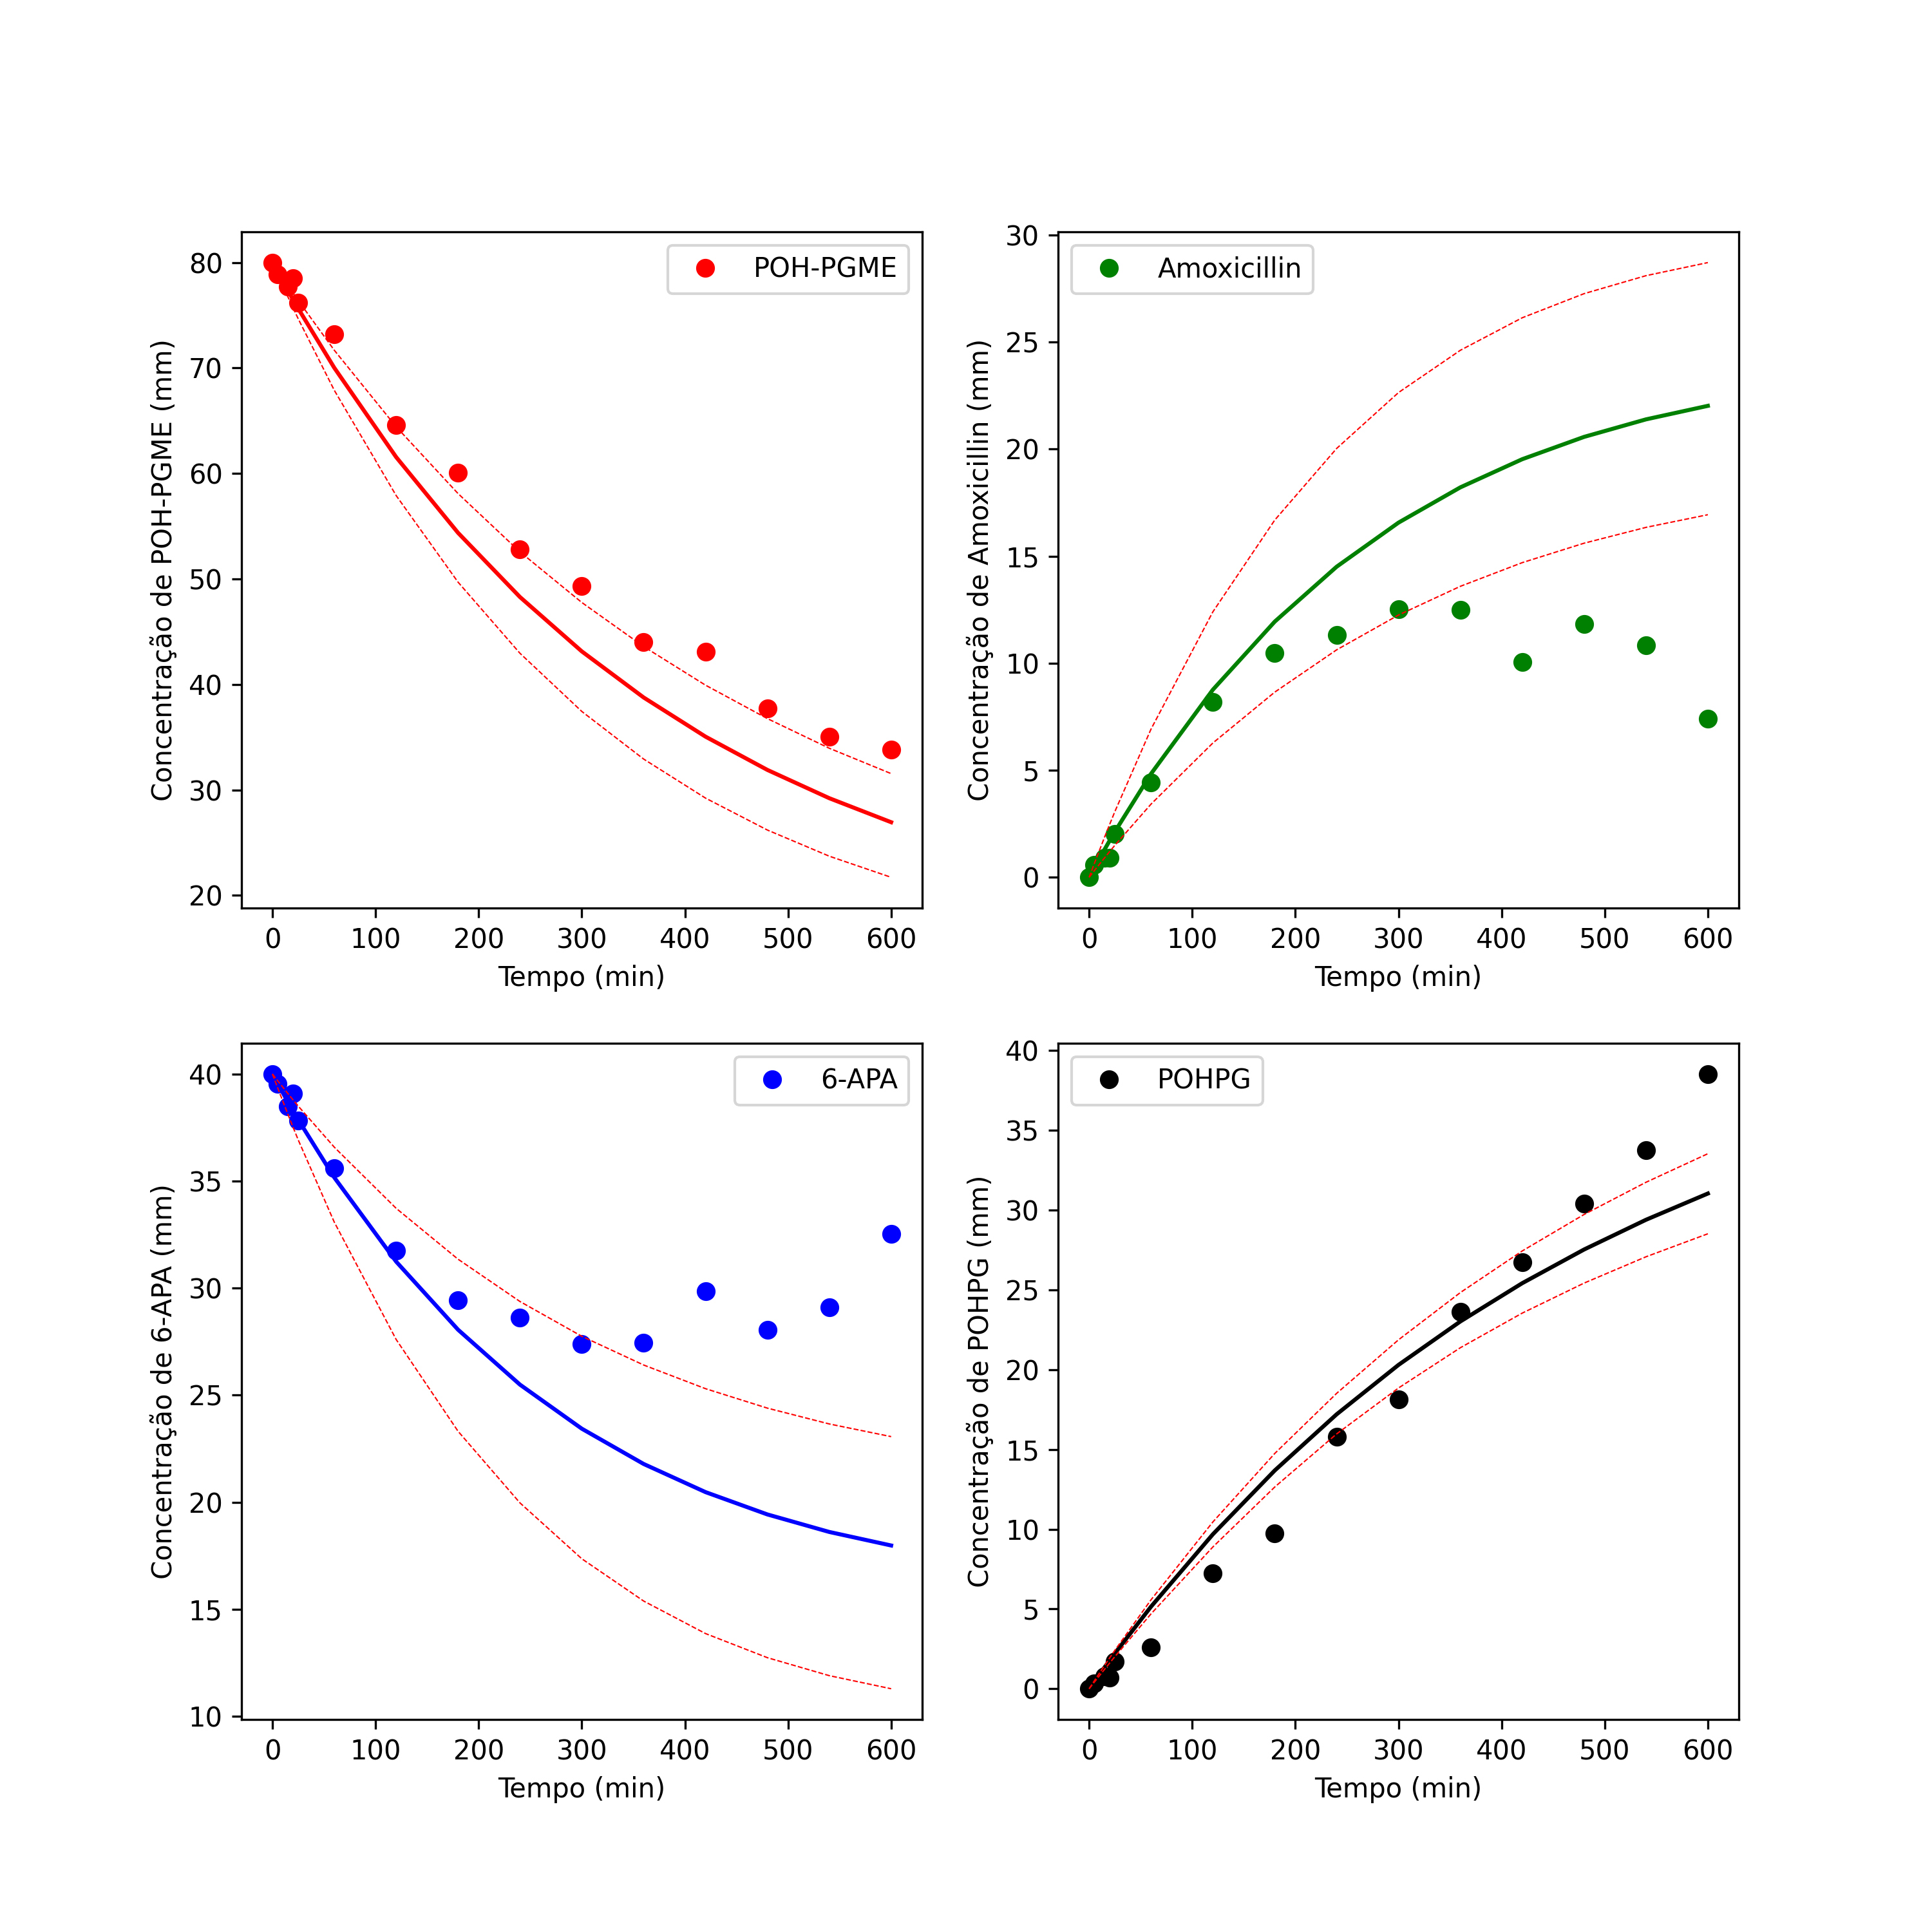 POH-PGME
Concentração de POH-PGME (mm)
80
70
60
50
40
30
20
0 100 200 300 400 500 600
Tempo (min)
Amoxicillin
Concentração de Amoxicillin (mm)
30
25
20
15
10
5
0
0 100 200 300 400 500 600
Tempo (min)
6-APA
Concentração de 6-APA (mm)
40
35
30
25
20
15
10
0 100 200 300 400 500 600
Tempo (min)
POHPG
Concentração de POHPG (mm)
40
35
30
25
20
15
10
5
0
0 100 200 300 400 500 600
Tempo (min)